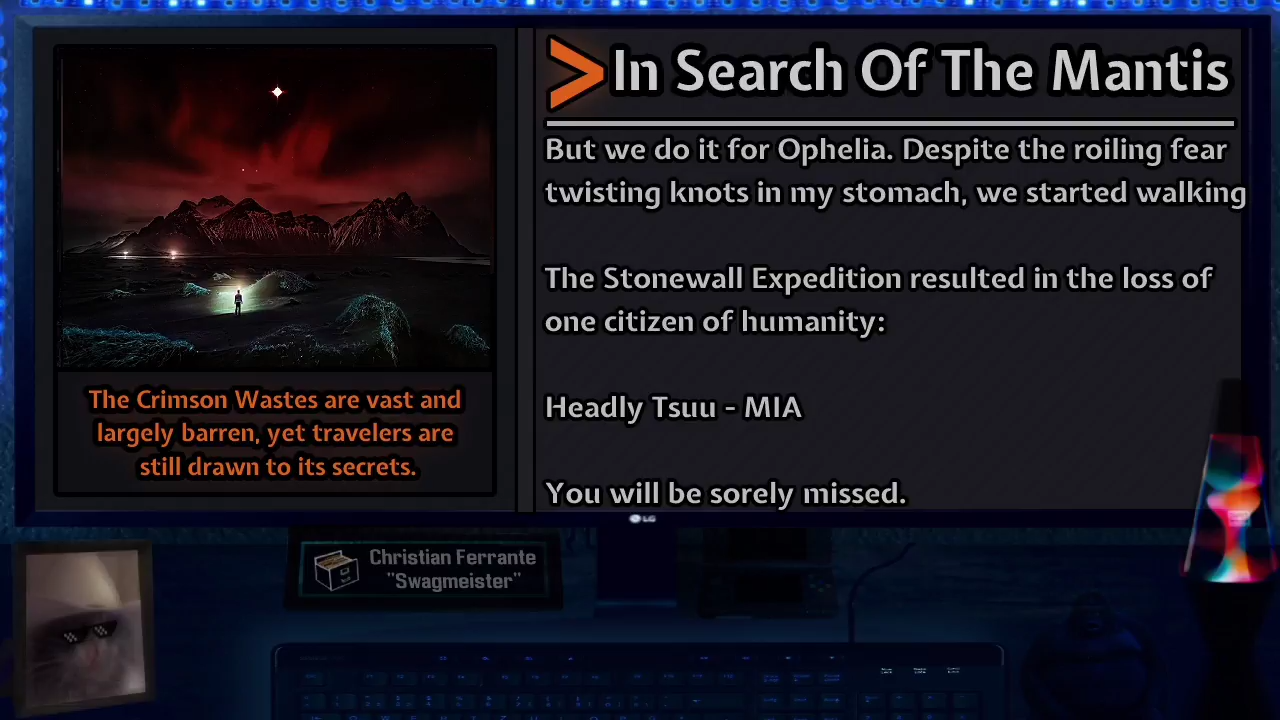 >In Search Of The Mantis
But we do it for Ophelia. Despite the roiling fear
twisting knots in my stomach, we started walking
The Stonewall Expedition resulted in the loss of
one citizen of humanity:
Headly Tsuu - MIA
You will be sorely missed.
The Crimson Wastes are vast and
largely barren, yet travelers are
still drawn to its secrets.
LG
Christian Ferrante
"Swagmeister"